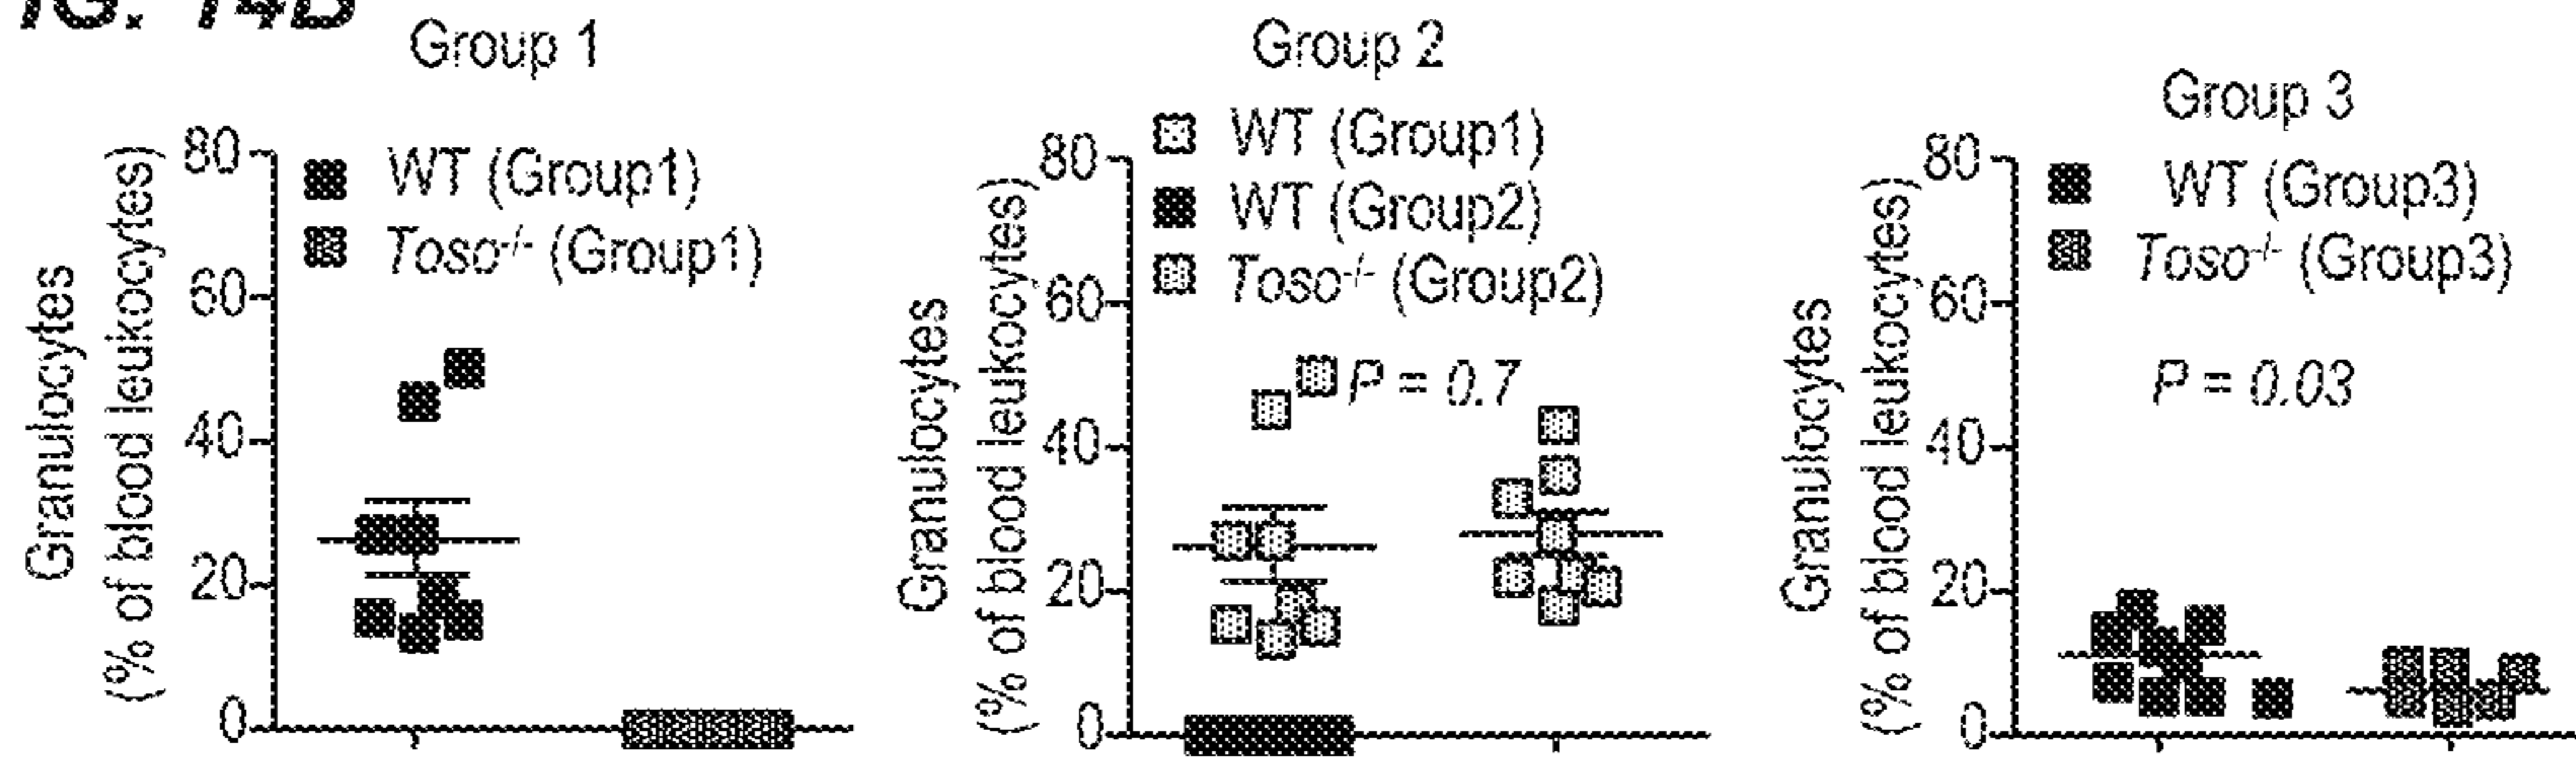 FIG. 14B
Group 1
Granulocytes
(% of blood leukocytes)
80
60
40
20
0
WT (Group1)
Toso-/- (Group1)
Group 2
Granulocytes
(% of blood leukocytes)
80
60
40
20
0
WT (Group1)
WT (Group2)
Toso-/- (Group2)
P = 0.7
Group 3
Granulocytes
(% of blood leukocytes)
80
60
40
20
0
WT (Group3)
Toso-/- (Group3)
P = 0.03